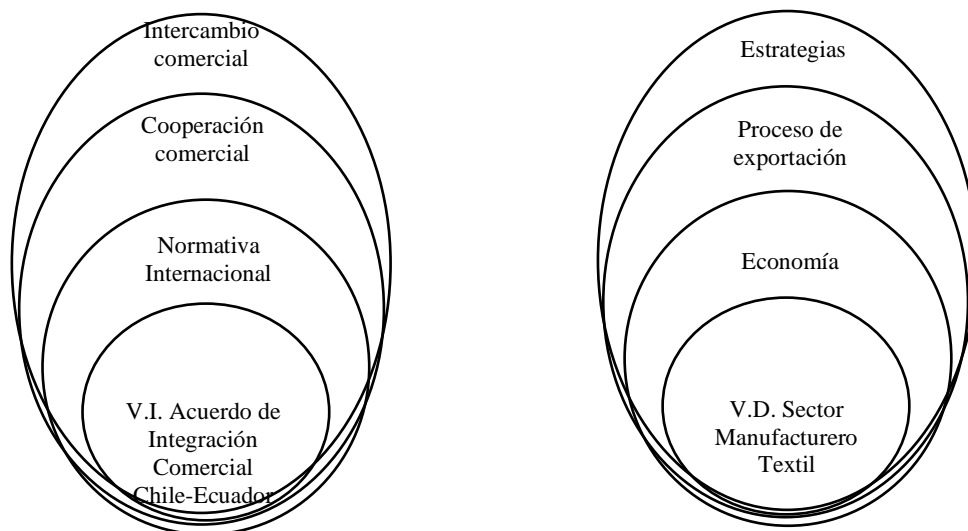 Intercambio
comercial
Cooperación
comercial
Normativa
Internacional
V.I. Acuerdo de
Integración
Comercial
Chile-Ecuador
Estrategias
Proceso de
exportación
Economía
V.D. Sector
Manufacturero
Textil